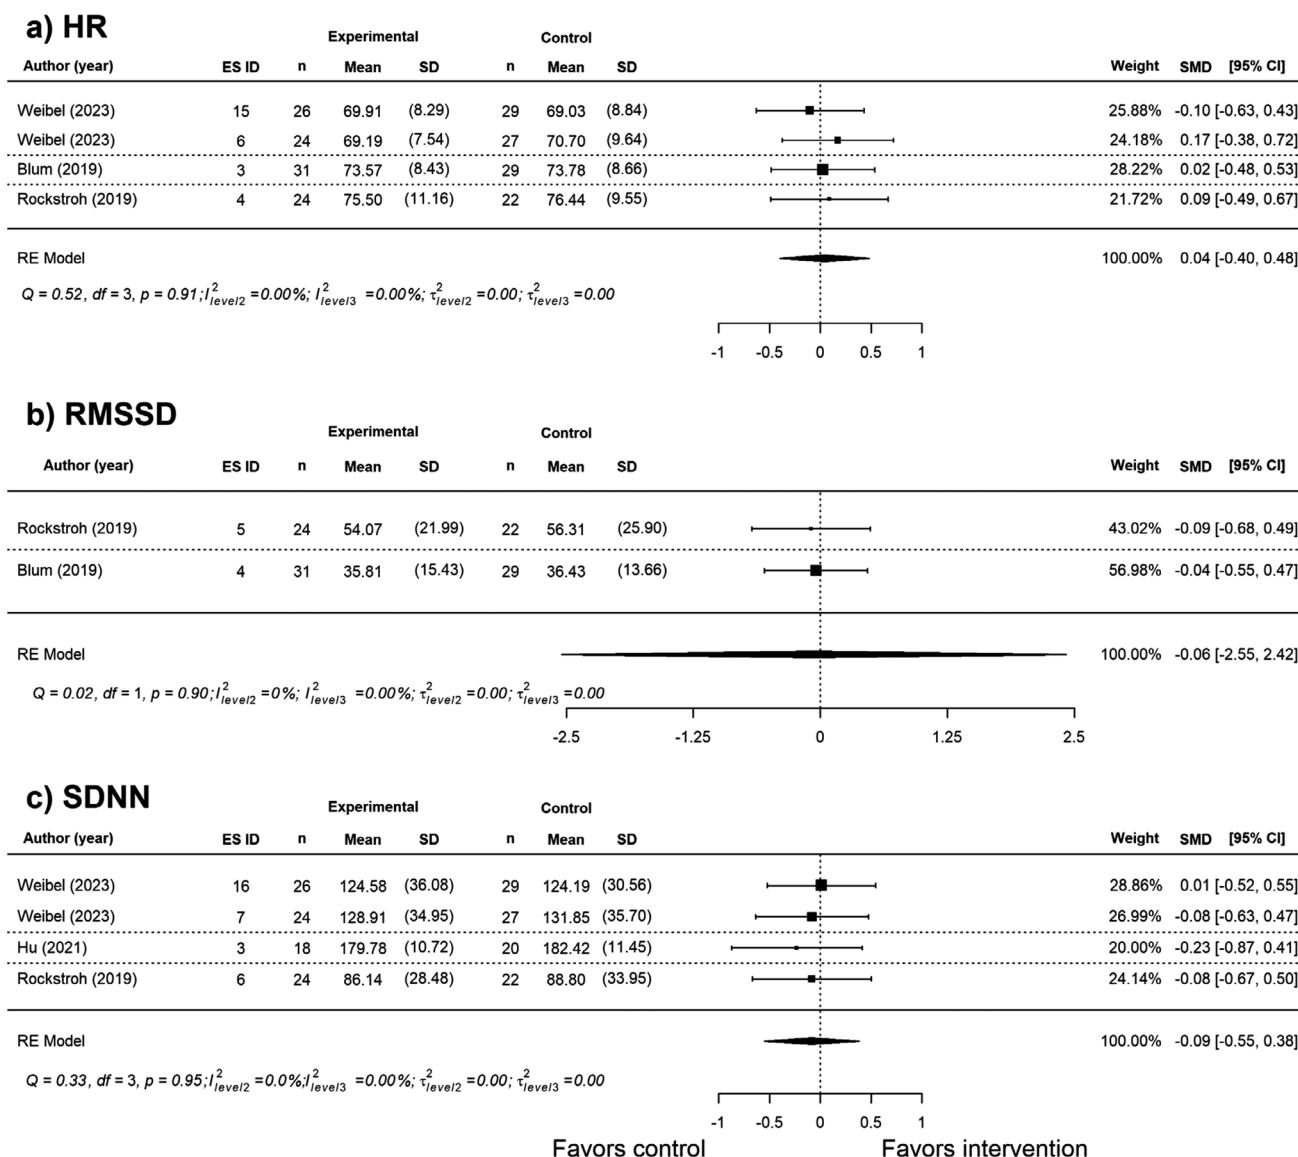 a) HR
Experimental Control
Author (year) ES ID n Mean SD n Mean SD Weight SMD [95% CI]
Weibel (2023) 15 26 69.91 (8.29) 29 69.03 (8.84) 25.88% -0.10 [-0.63, 0.43]
Weibel (2023) 6 24 69.19 (7.54) 27 70.70 (9.64) 24.18% 0.17 [-0.38, 0.72]
Blum (2019) 3 31 73.57 (8.43) 29 73.78 (8.66) 28.22% 0.02 [-0.48, 0.53]
Rockstroh (2019) 4 24 75.50 (11.16) 22 76.44 (9.55) 21.72% 0.09 [-0.49, 0.67]
RE Model 100.00% 0.04 [-0.40, 0.48]
Q = 0.52, df = 3, p = 0.91; I²level2 =0.00%; I²level3 =0.00%; τ²level2 =0.00; τ²level3 =0.00
-1 -0.5 0 0.5 1
b) RMSSD
Experimental Control
Author (year) ES ID n Mean SD n Mean SD Weight SMD [95% CI]
Rockstroh (2019) 5 24 54.07 (21.99) 22 56.31 (25.90) 43.02% -0.09 [-0.68, 0.49]
Blum (2019) 4 31 35.81 (15.43) 29 36.43 (13.66) 56.98% -0.04 [-0.55, 0.47]
RE Model 100.00% -0.06 [-2.55, 2.42]
Q = 0.02, df = 1, p = 0.90; I²level2 =0%; I²level3 =0.00%; τ²level2 =0.00; τ²level3 =0.00
-2.5 -1.25 0 1.25 2.5
c) SDNN
Experimental Control
Author (year) ES ID n Mean SD n Mean SD Weight SMD [95% CI]
Weibel (2023) 16 26 124.58 (36.08) 29 124.19 (30.56) 28.86% 0.01 [-0.52, 0.55]
Weibel (2023) 7 24 128.91 (34.95) 27 131.85 (35.70) 26.99% -0.08 [-0.63, 0.47]
Hu (2021) 3 18 179.78 (10.72) 20 182.42 (11.45) 20.00% -0.23 [-0.87, 0.41]
Rockstroh (2019) 6 24 86.14 (28.48) 22 88.80 (33.95) 24.14% -0.08 [-0.67, 0.50]
RE Model 100.00% -0.09 [-0.55, 0.38]
Q = 0.33, df = 3, p = 0.95; I²level2 =0.0%; I²level3 =0.00%; τ²level2 =0.00; τ²level3 =0.00
-1 -0.5 0 0.5 1
Favors control Favors intervention